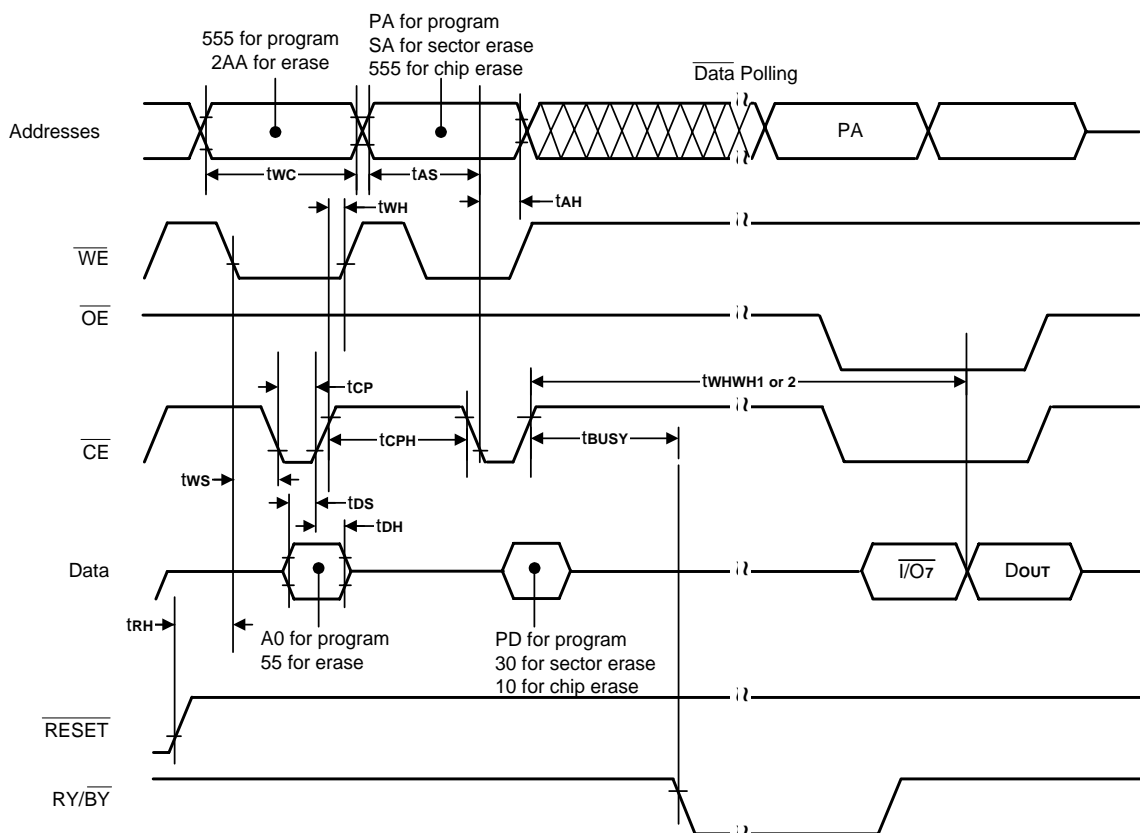 555 for program
2AA for erase
PA for program
SA for sector erase
555 for chip erase
Data Polling
Addresses
PA
tWC
tAS
tAH
tWH
WE
OE
tCP
tWHWH1 or 2
CE
tCPH
tBUSY
tWS
tDS
tDH
Data
I/O7
DOUT
tRH
A0 for program
55 for erase
PD for program
30 for sector erase
10 for chip erase
RESET
RY/BY